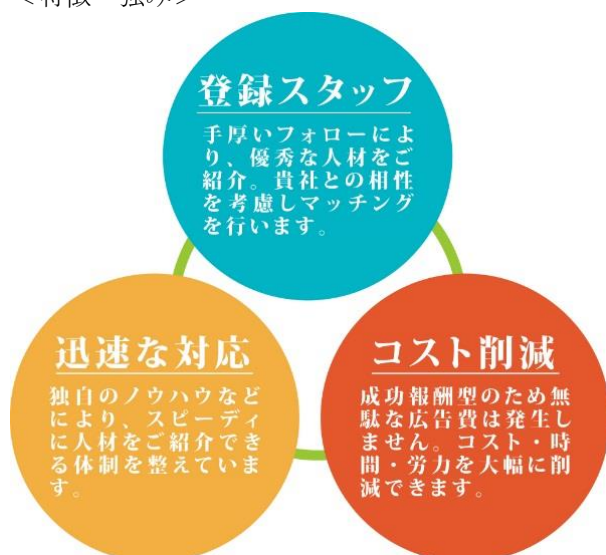 ＜特徴・強み＞
登録スタッフ
手厚いフォローによ
り、優秀な人材をご
紹介。貴社との相性
を考慮しマッチング
を行います。
迅速な対応
独自のノウハウなど
により、スピーディ
に人材をご紹介でき
る体制を整えていま
す。
コスト削減
成功報酬型のため無
駄な広告費は発生し
ません。コスト・時
間・労力を大幅に削
減できます。